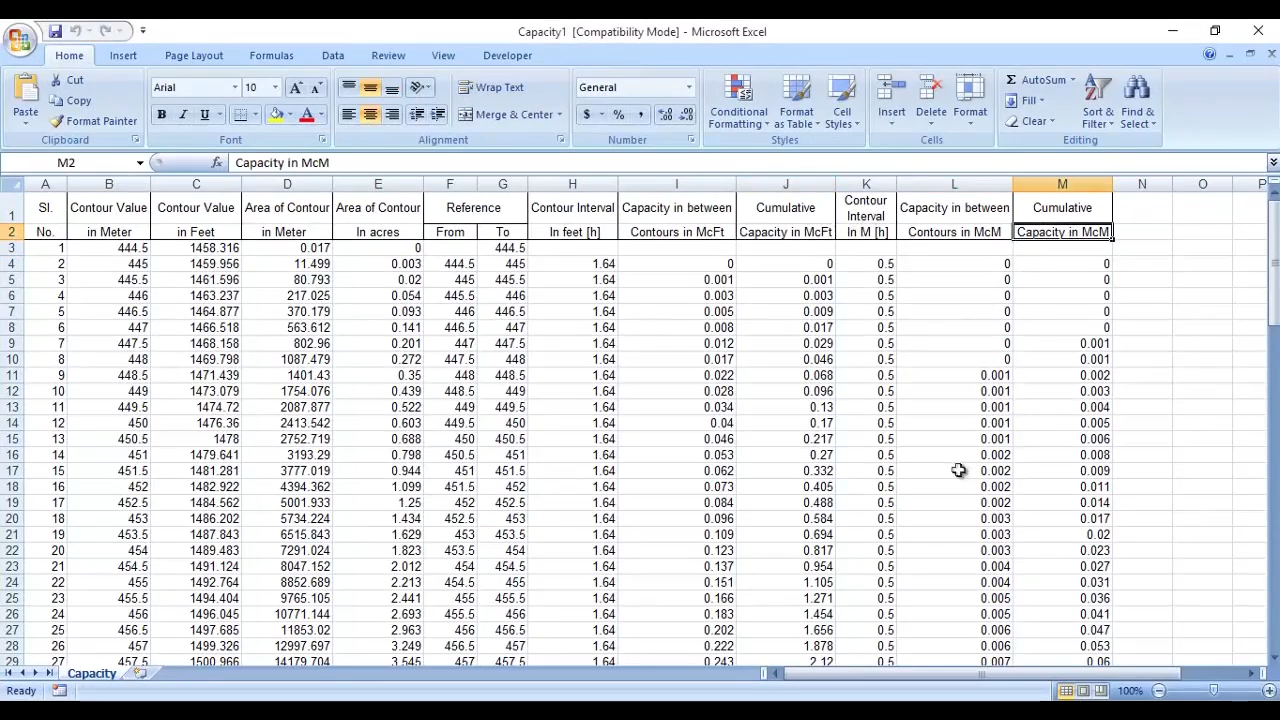 Capacity1 [Compatibility Mode] - Microsoft Excel
Home Insert Page Layout Formulas Data Review View Developer
Paste Cut Copy Format Painter Clipboard
Arial 10 B I U Font
Wrap Text Merge & Center Alignment
General $ % , Number
Conditional Formatting Format as Table Cell Styles Styles
Insert Delete Format Cells
AutoSum Fill Clear Sort & Filter Find & Select Editing
M2 fx Capacity in McM
A B C D E F G H I J K L M N O P
1 Sl. Contour Value Contour Value Area of Contour Area of Contour Reference Contour Interval Capacity in between Cumulative Contour Interval Capacity in between Cumulative
2 No. in Meter in Feet in Meter In acres From To In feet [h] Contours in McFt Capacity in McFt In M [h] Contours in McM Capacity in McM
3 1 444.5 1458.316 0.017 0 444.5
4 2 445 1459.956 11.499 0.003 444.5 445 1.64 0 0 0.5 0 0
5 3 445.5 1461.596 80.793 0.02 445 445.5 1.64 0.001 0.001 0.5 0 0
6 4 446 1463.237 217.025 0.054 445.5 446 1.64 0.003 0.003 0.5 0 0
7 5 446.5 1464.877 370.179 0.093 446 446.5 1.64 0.005 0.009 0.5 0 0
8 6 447 1466.518 563.612 0.141 446.5 447 1.64 0.008 0.017 0.5 0 0
9 7 447.5 1468.158 802.96 0.201 447 447.5 1.64 0.012 0.029 0.5 0 0.001
10 8 448 1469.798 1087.479 0.272 447.5 448 1.64 0.017 0.046 0.5 0 0.001
11 9 448.5 1471.439 1401.43 0.35 448 448.5 1.64 0.022 0.068 0.5 0.001 0.002
12 10 449 1473.079 1754.076 0.439 448.5 449 1.64 0.028 0.096 0.5 0.001 0.003
13 11 449.5 1474.72 2087.877 0.522 449 449.5 1.64 0.034 0.13 0.5 0.001 0.004
14 12 450 1476.36 2413.542 0.603 449.5 450 1.64 0.04 0.17 0.5 0.001 0.005
15 13 450.5 1478 2752.719 0.688 450 450.5 1.64 0.046 0.217 0.5 0.001 0.006
16 14 451 1479.641 3193.29 0.798 450.5 451 1.64 0.053 0.27 0.5 0.002 0.008
17 15 451.5 1481.281 3777.019 0.944 451 451.5 1.64 0.062 0.332 0.5 0.002 0.009
18 16 452 1482.922 4394.362 1.099 451.5 452 1.64 0.073 0.405 0.5 0.002 0.011
19 17 452.5 1484.562 5001.933 1.25 452 452.5 1.64 0.084 0.488 0.5 0.002 0.014
20 18 453 1486.202 5734.224 1.434 452.5 453 1.64 0.096 0.584 0.5 0.003 0.017
21 19 453.5 1487.843 6515.843 1.629 453 453.5 1.64 0.109 0.694 0.5 0.003 0.02
22 20 454 1489.483 7291.024 1.823 453.5 454 1.64 0.123 0.817 0.5 0.003 0.023
23 21 454.5 1491.124 8047.152 2.012 454 454.5 1.64 0.137 0.954 0.5 0.004 0.027
24 22 455 1492.764 8852.689 2.213 454.5 455 1.64 0.151 1.105 0.5 0.004 0.031
25 23 455.5 1494.404 9765.105 2.441 455 455.5 1.64 0.166 1.271 0.5 0.005 0.036
26 24 456 1496.045 10771.144 2.693 455.5 456 1.64 0.183 1.454 0.5 0.005 0.041
27 25 456.5 1497.685 11853.02 2.963 456 456.5 1.64 0.202 1.656 0.5 0.006 0.047
28 26 457 1499.326 12997.697 3.249 456.5 457 1.64 0.222 1.878 0.5 0.006 0.053
29 27 457.5 1500.966 14179.704 3.545 457 457.5 1.64 0.243 2.12 0.5 0.007 0.06
Capacity
Ready 100%